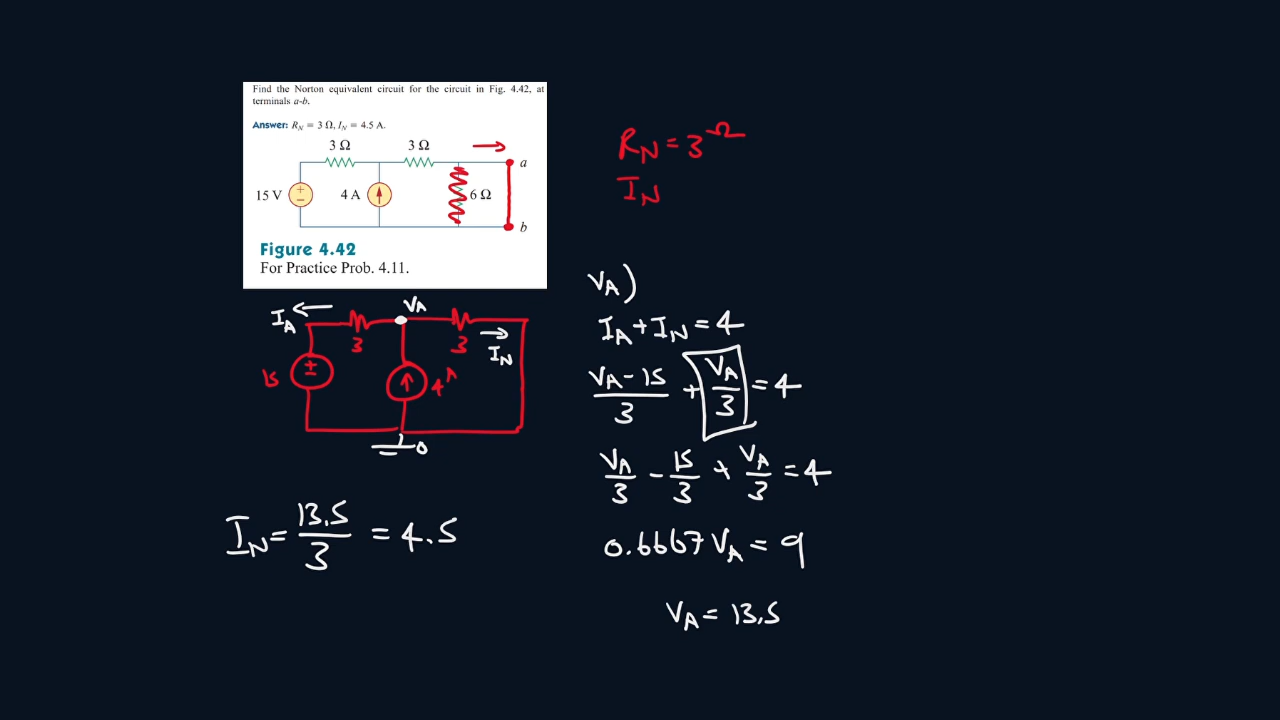 Find the Norton equivalent circuit for the circuit in Fig. 4.42, at
terminals a-b.
Answer: R_N = 3 Ω, I_N = 4.5 A.
3 Ω 3 Ω
a
15 V + − 4 A 6 Ω
b
Figure 4.42
For Practice Prob. 4.11.
R_N = 3 Ω
I_N
I_A V_A
3 3 I_N
15 ± 4 A
0
V_A)
I_A + I_N = 4
(V_A - 15)/3 + V_A/3 = 4
V_A/3 - 15/3 + V_A/3 = 4
0.6667 V_A = 9
V_A = 13.5
I_N = 13.5/3 = 4.5